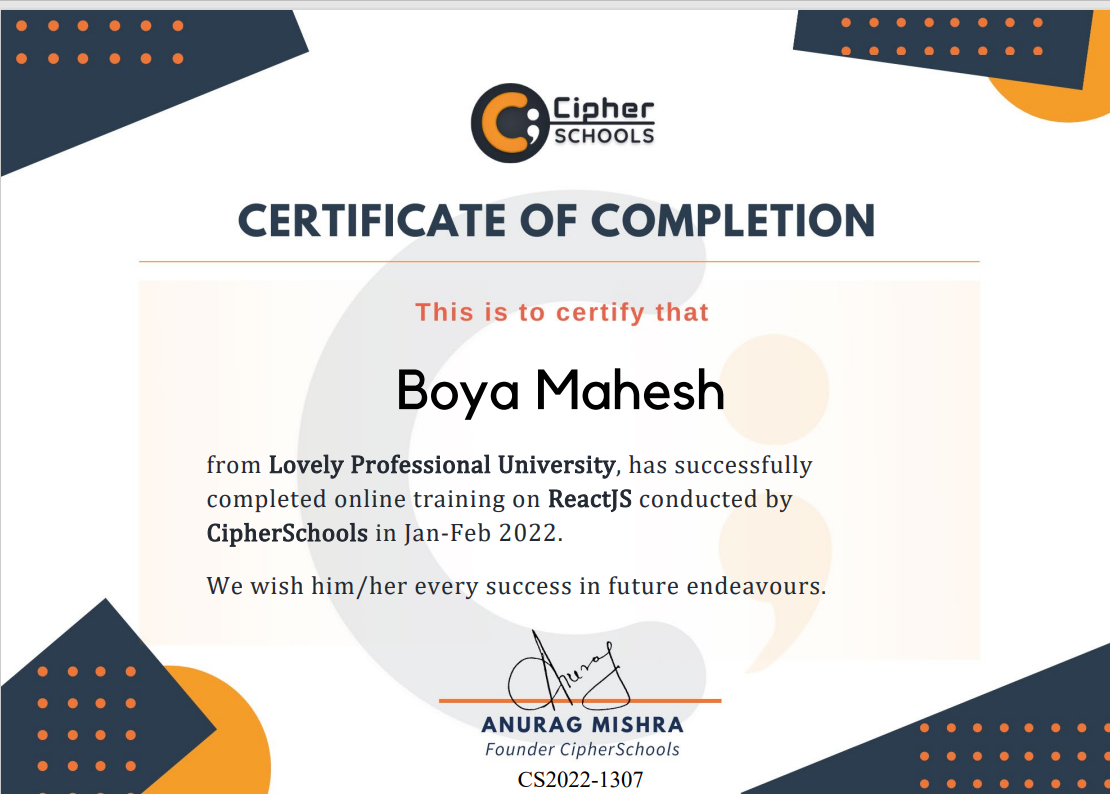 Cipher
SCHOOLS
CERTIFICATE OF COMPLETION
This is to certify that
Boya Mahesh
from Lovely Professional University, has successfully
completed online training on ReactJS conducted by
CipherSchools in Jan-Feb 2022.
We wish him/her every success in future endeavours.
Anurag
ANURAG MISHRA
Founder CipherSchools
CS2022-1307